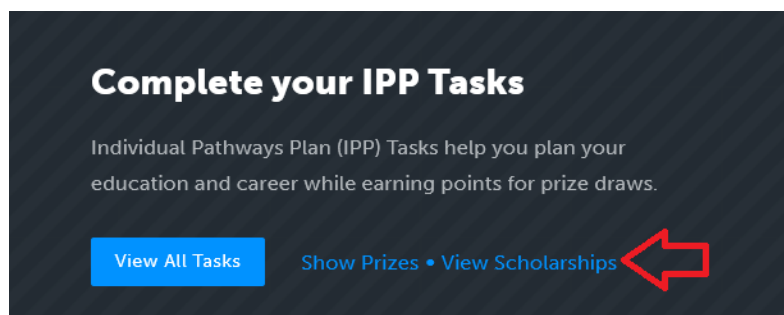 Complete your IPP Tasks
Individual Pathways Plan (IPP) Tasks help you plan your
education and career while earning points for prize draws.
View All Tasks Show Prizes • View Scholarships